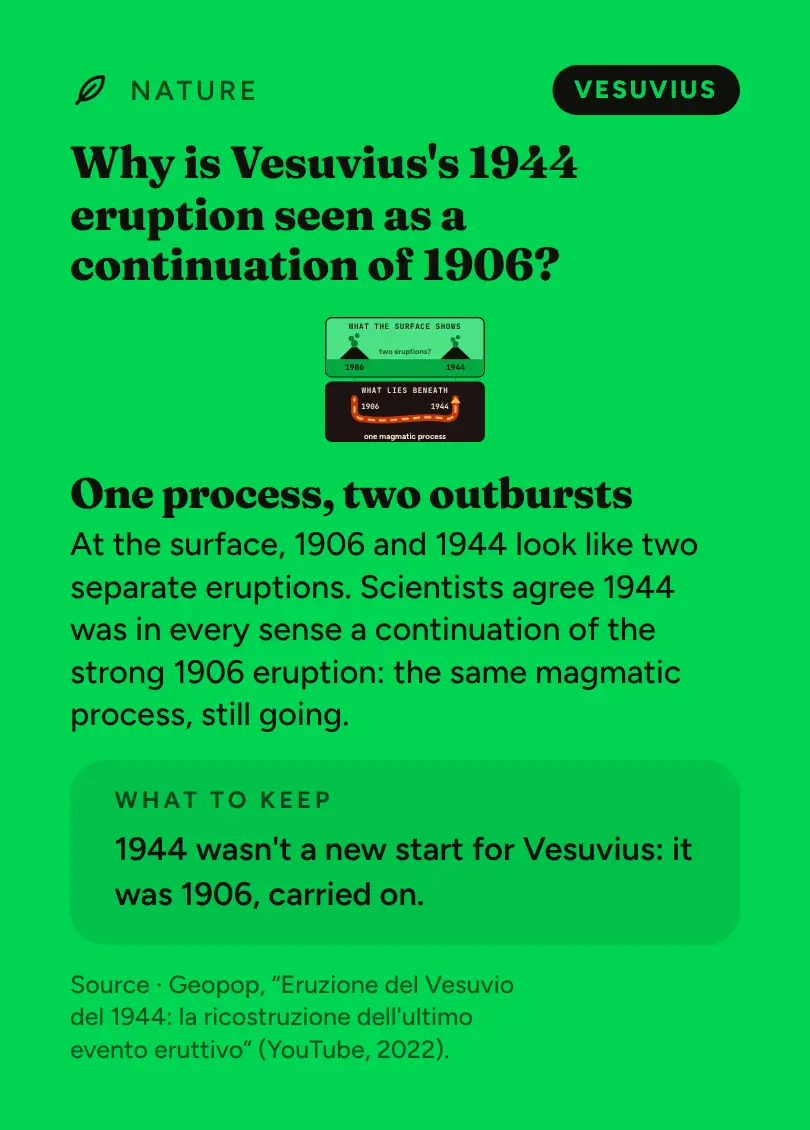 NATURE
VESUVIUS
Why is Vesuvius's 1944
eruption seen as a
continuation of 1906?
WHAT THE SURFACE SHOWS
two eruptions?
1906 1944
WHAT LIES BENEATH
1906 1944
one magmatic process
One process, two outbursts
At the surface, 1906 and 1944 look like two
separate eruptions. Scientists agree 1944
was in every sense a continuation of the
strong 1906 eruption: the same magmatic
process, still going.
WHAT TO KEEP
1944 wasn't a new start for Vesuvius: it
was 1906, carried on.
Source · Geopop, “Eruzione del Vesuvio
del 1944: la ricostruzione dell'ultimo
evento eruttivo” (YouTube, 2022).